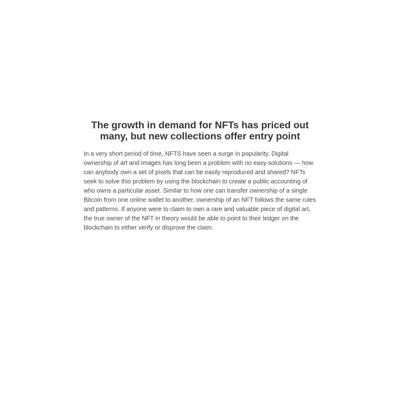 The growth in demand for NFTs has priced out
many, but new collections offer entry point
In a very short period of time, NFTS have seen a surge in popularity. Digital
ownership of art and images has long been a problem with no easy solutions — how
can anybody own a set of pixels that can be easily reproduced and shared? NFTs
seek to solve this problem by using the blockchain to create a public accounting of
who owns a particular asset. Similar to how one can transfer ownership of a single
Bitcoin from one online wallet to another, ownership of an NFT follows the same rules
and patterns. If anyone were to claim to own a rare and valuable piece of digital art,
the true owner of the NFT in theory would be able to point to their ledger on the
blockchain to either verify or disprove the claim.